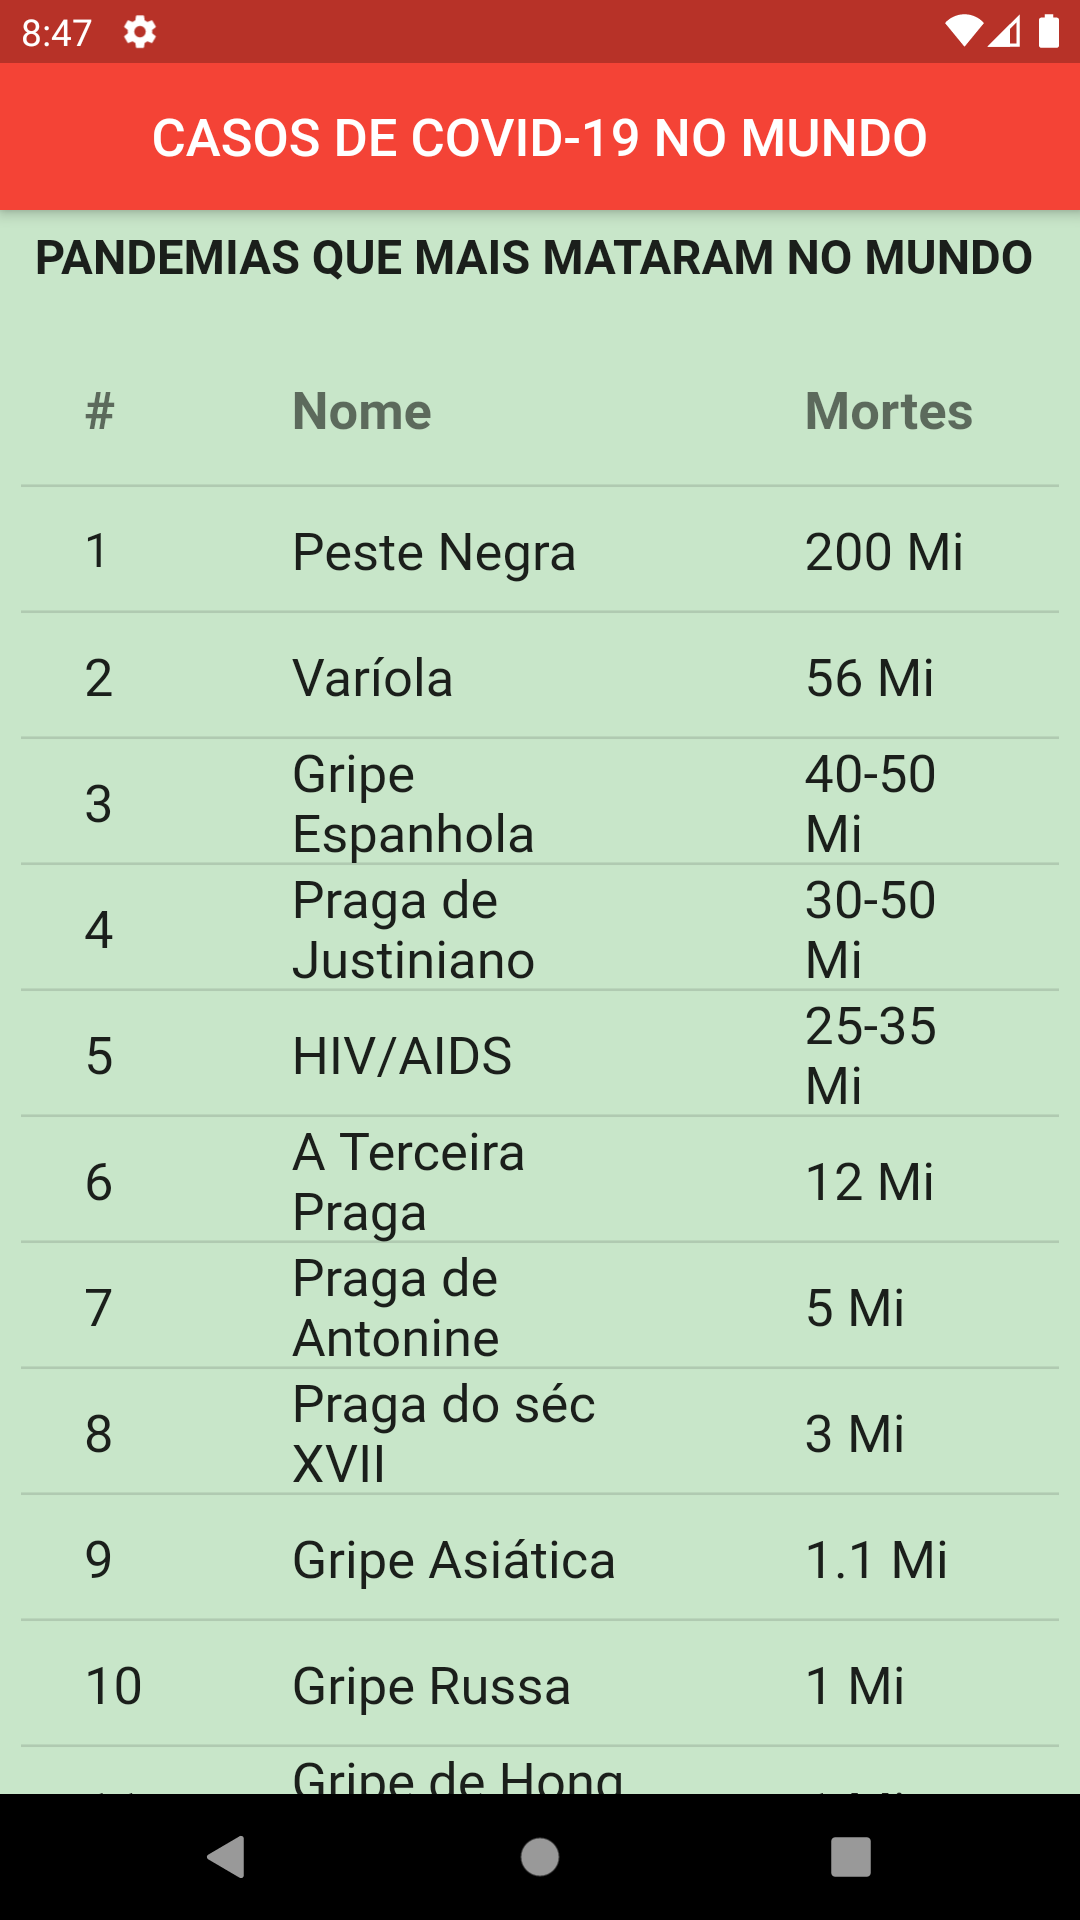 8:47
CASOS DE COVID-19 NO MUNDO
PANDEMIAS QUE MAIS MATARAM NO MUNDO
# Nome Mortes
1 Peste Negra 200 Mi
2 Varíola 56 Mi
3 Gripe Espanhola 40-50 Mi
4 Praga de Justiniano 30-50 Mi
5 HIV/AIDS 25-35 Mi
6 A Terceira Praga 12 Mi
7 Praga de Antonine 5 Mi
8 Praga do séc XVII 3 Mi
9 Gripe Asiática 1.1 Mi
10 Gripe Russa 1 Mi
Gripe de Hong